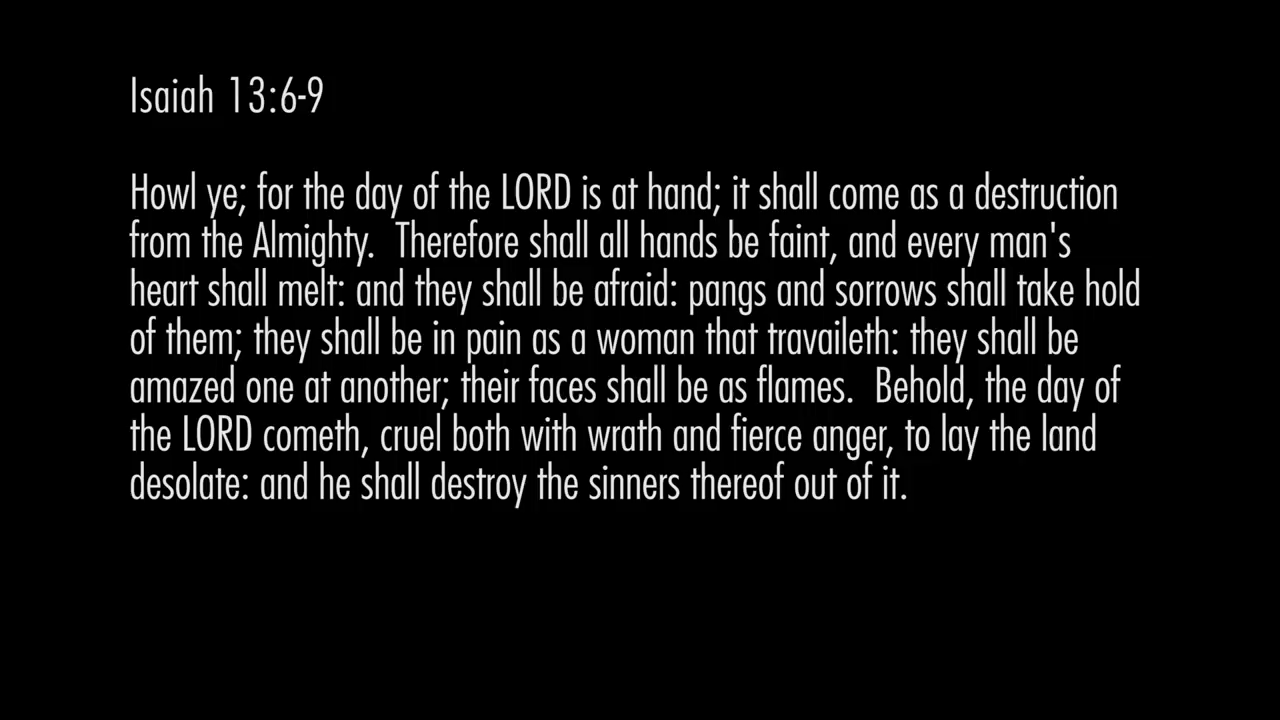 Isaiah 13:6-9
Howl ye; for the day of the LORD is at hand; it shall come as a destruction
from the Almighty.  Therefore shall all hands be faint, and every man's
heart shall melt: and they shall be afraid: pangs and sorrows shall take hold
of them; they shall be in pain as a woman that travaileth: they shall be
amazed one at another; their faces shall be as flames.  Behold, the day of
the LORD cometh, cruel both with wrath and fierce anger, to lay the land
desolate: and he shall destroy the sinners thereof out of it.